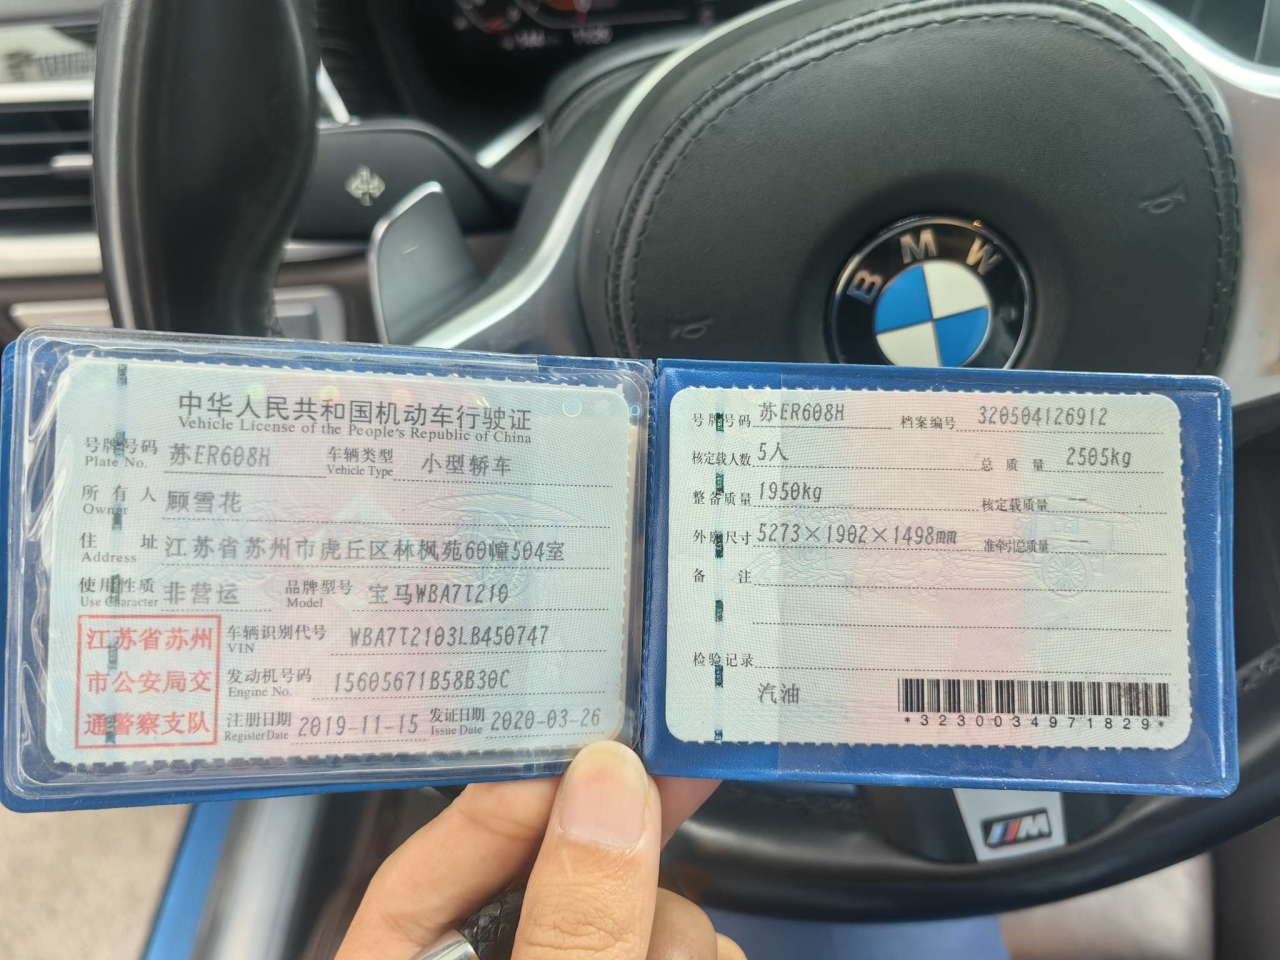 BMW
中华人民共和国机动车行驶证
Vehicle License of the People's Republic of China
号牌号码 苏ER608H 车辆类型 小型轿车
Plate No. Vehicle Type
所有人 顾雪花
Owner
住址 江苏省苏州市虎丘区林枫苑60幢504室
Address
使用性质 非营运 品牌型号 宝马WBA7T210
Use Character Model
江苏省苏州
市公安局交
通警察支队
车辆识别代号 WBA7T2103LB450747
VIN
发动机号码 15605671B58B30C
Engine No.
注册日期 2019-11-15 发证日期 2020-03-26
Register Date Issue Date
号牌号码 苏ER608H 档案编号 320504126912
核定载人数 5人 总质量 2505kg
整备质量 1950kg 核定载质量 —
外廓尺寸 5273×1902×1498mm 准牵引总质量 —
备注
检验记录
汽油
*3230034971829*
M